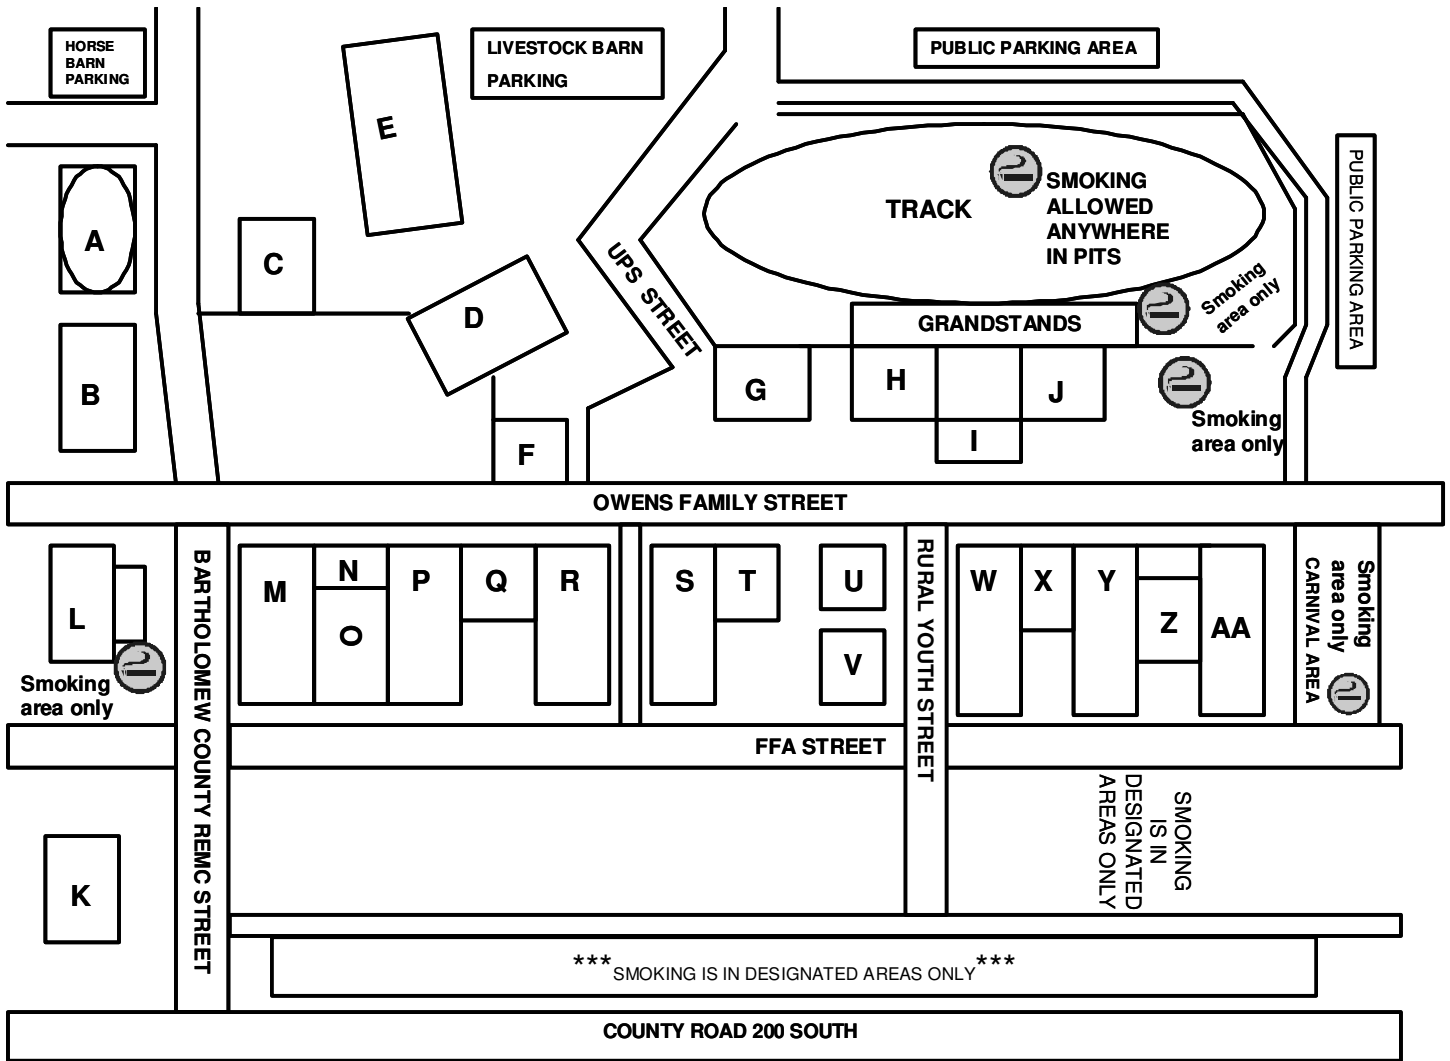 HORSE
BARN
PARKING
LIVESTOCK BARN
PARKING
PUBLIC PARKING AREA
E
A
C
D
B
F
UPS STREET
TRACK
SMOKING
ALLOWED
ANYWHERE
IN PITS
PUBLIC PARKING AREA
GRANDSTANDS
Smoking
area only
G
H
I
J
Smoking
area only
OWENS FAMILY STREET
L
Smoking
area only
BARTHOLOMEW COUNTY REMC STREET
M
N
O
P
Q
R
S
T
U
V
RURAL YOUTH STREET
W
X
Y
Z
AA
Smoking
area only
CARNIVAL AREA
FFA STREET
SMOKING
IS IN
DESIGNATED
AREAS ONLY
K
***SMOKING IS IN DESIGNATED AREAS ONLY***
COUNTY ROAD 200 SOUTH